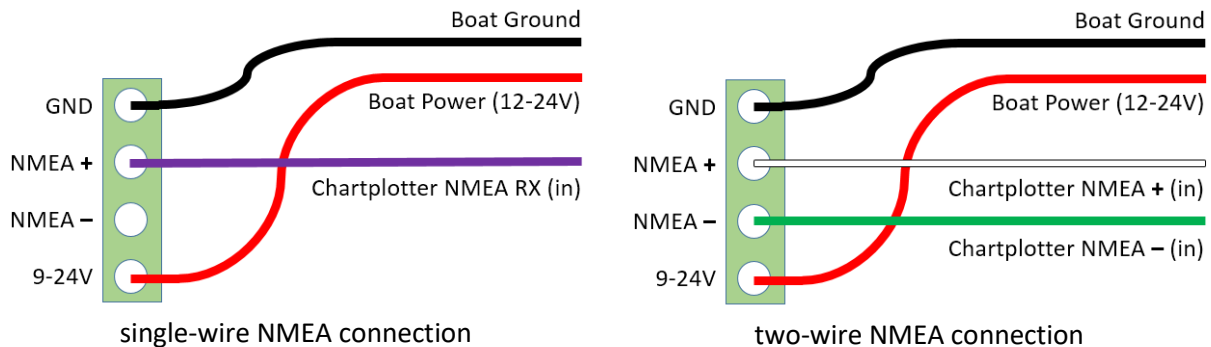 Boat Ground
Boat Power (12-24V)
GND
NMEA +
Chartplotter NMEA RX (in)
NMEA –
9-24V
single-wire NMEA connection
Boat Ground
Boat Power (12-24V)
GND
NMEA +
Chartplotter NMEA + (in)
NMEA –
Chartplotter NMEA – (in)
9-24V
two-wire NMEA connection